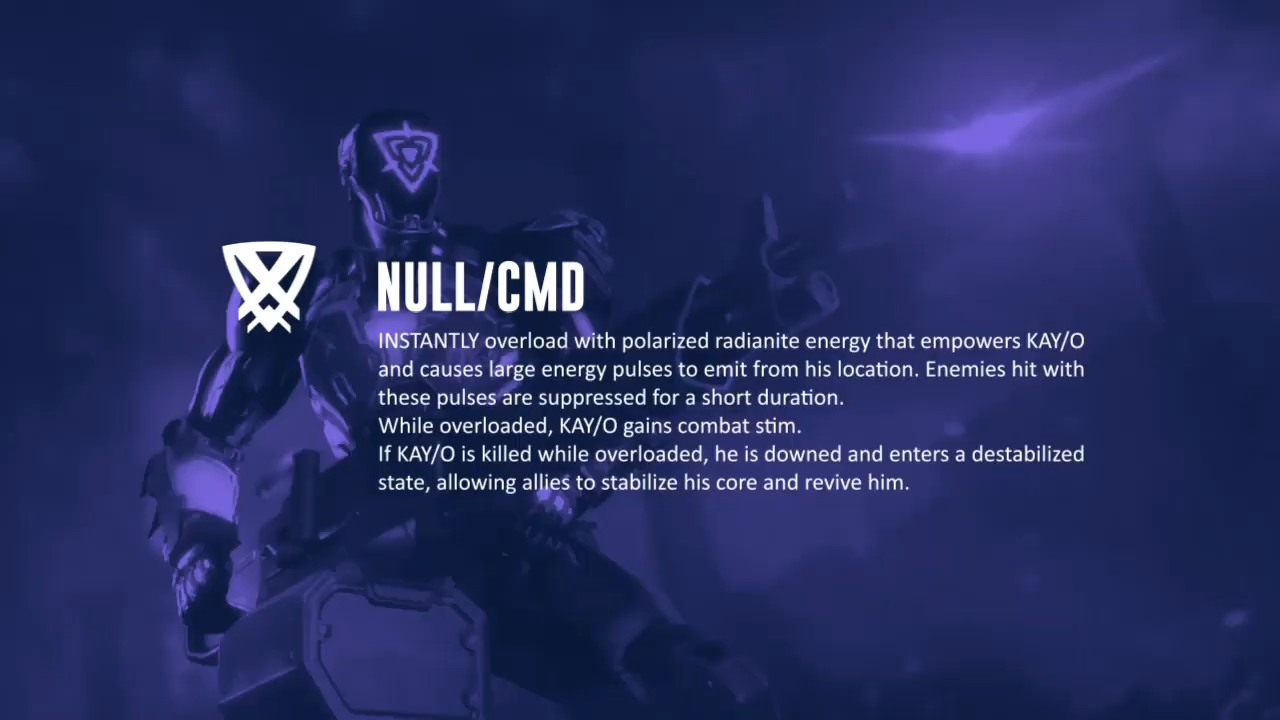 NULL/CMD
INSTANTLY overload with polarized radianite energy that empowers KAY/O
and causes large energy pulses to emit from his location. Enemies hit with
these pulses are suppressed for a short duration.
While overloaded, KAY/O gains combat stim.
If KAY/O is killed while overloaded, he is downed and enters a destabilized
state, allowing allies to stabilize his core and revive him.